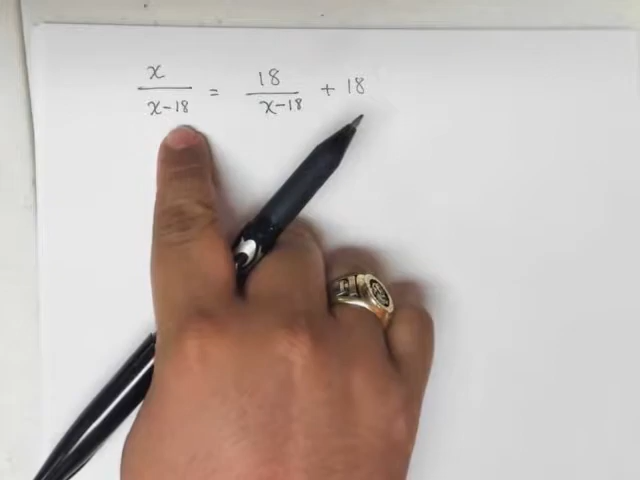 x/(x-18) = 18/(x-18) + 18